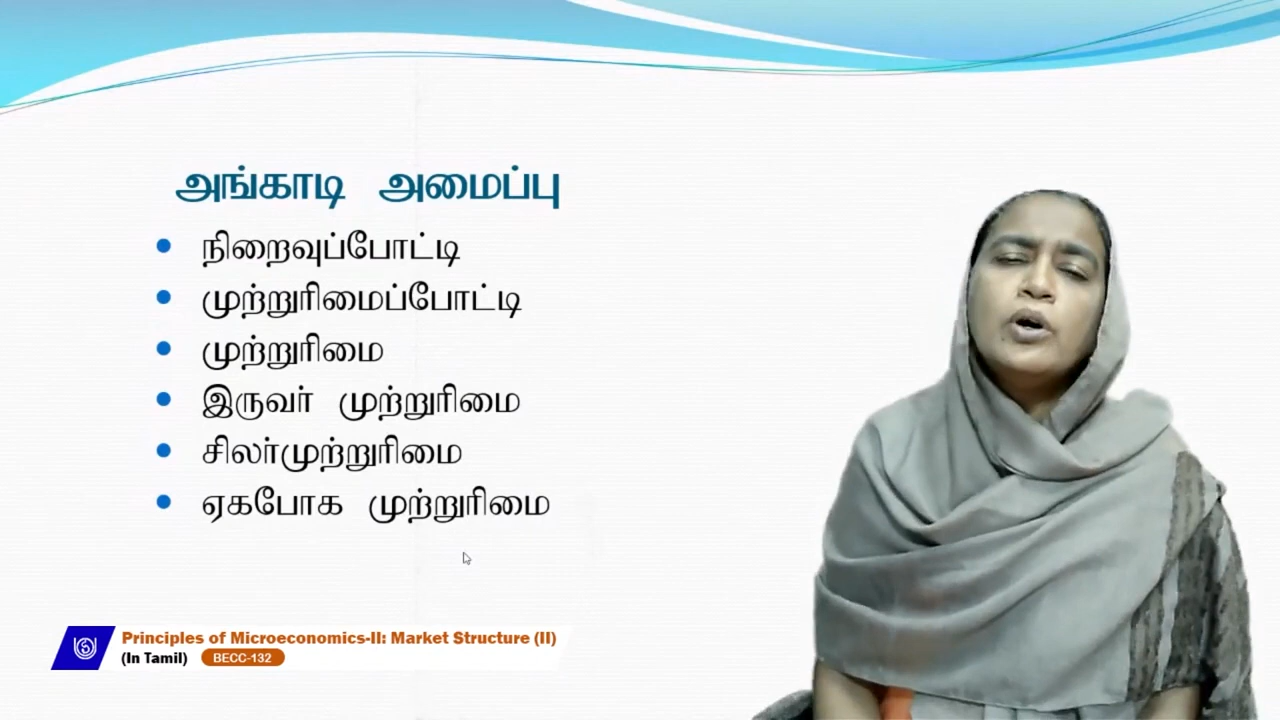 அங்காடி அமைப்பு
நிறைவுப்போட்டி
முற்றுரிமைப்போட்டி
முற்றுரிமை
இருவர் முற்றுரிமை
சிலர்முற்றுரிமை
ஏகபோக முற்றுரிமை
Principles of Microeconomics-II: Market Structure (II)
(In Tamil) BECC-132